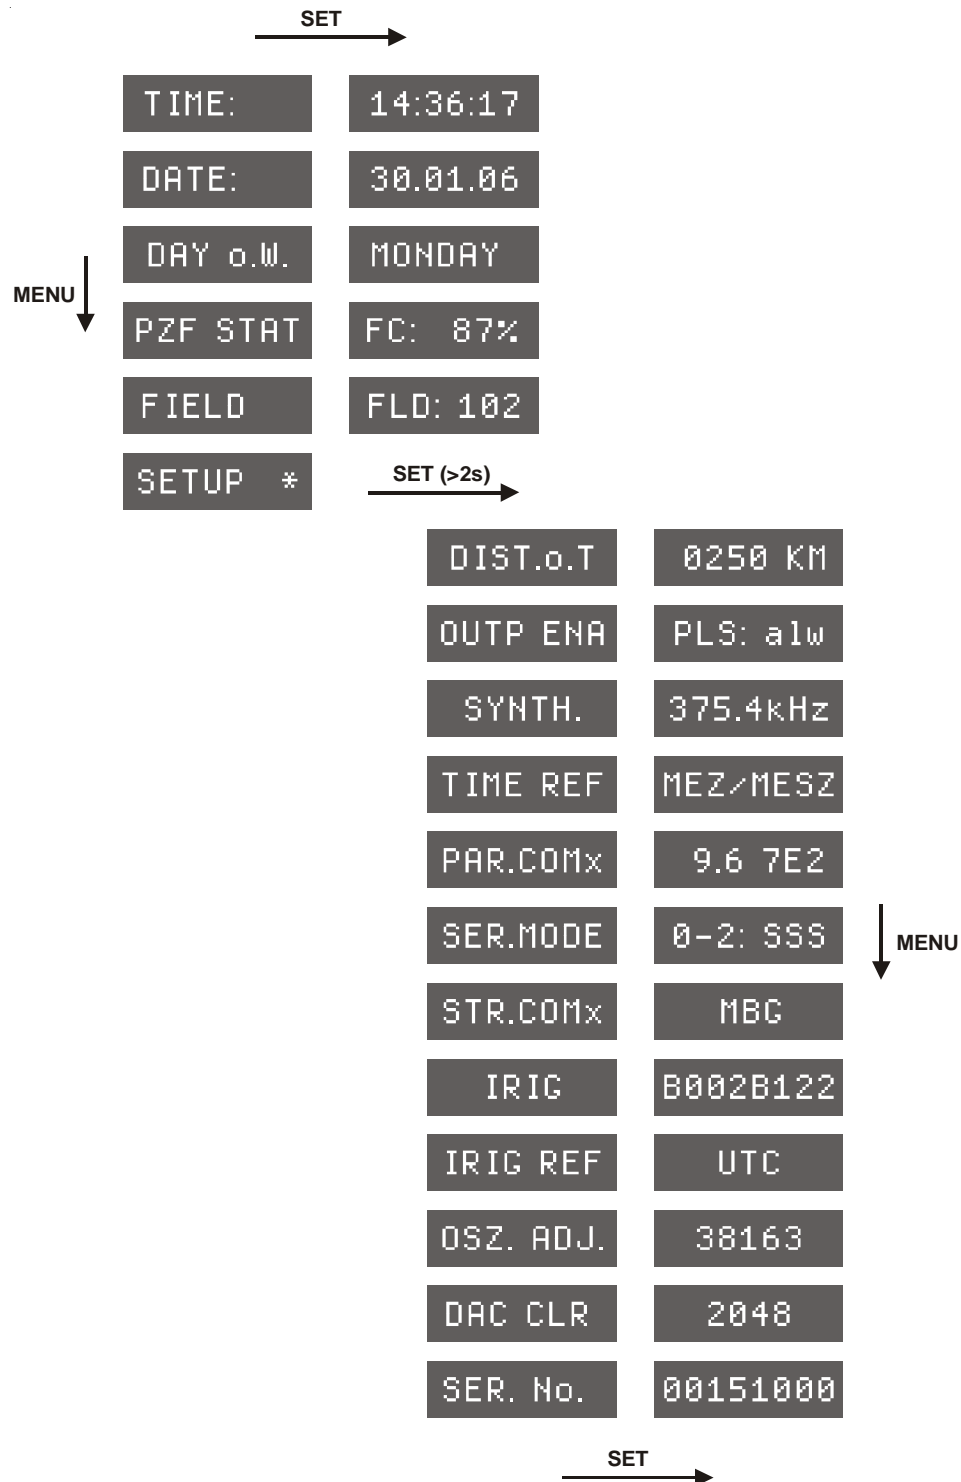 SET
TIME: 14:36:17
DATE: 30.01.06
DAY o.W. MONDAY
MENU
PZF STAT FC: 87%
FIELD FLD: 102
SETUP * SET (>2s)
DIST.o.T 0250 KM
OUTP ENA PLS: alw
SYNTH. 375.4kHz
TIME REF MEZ/MESZ
PAR.COMx 9.6 7E2
SER.MODE 0-2: SSS MENU
STR.COMx MBG
IRIG B002B122
IRIG REF UTC
OSZ. ADJ. 38163
DAC CLR 2048
SER. No. 00151000
SET